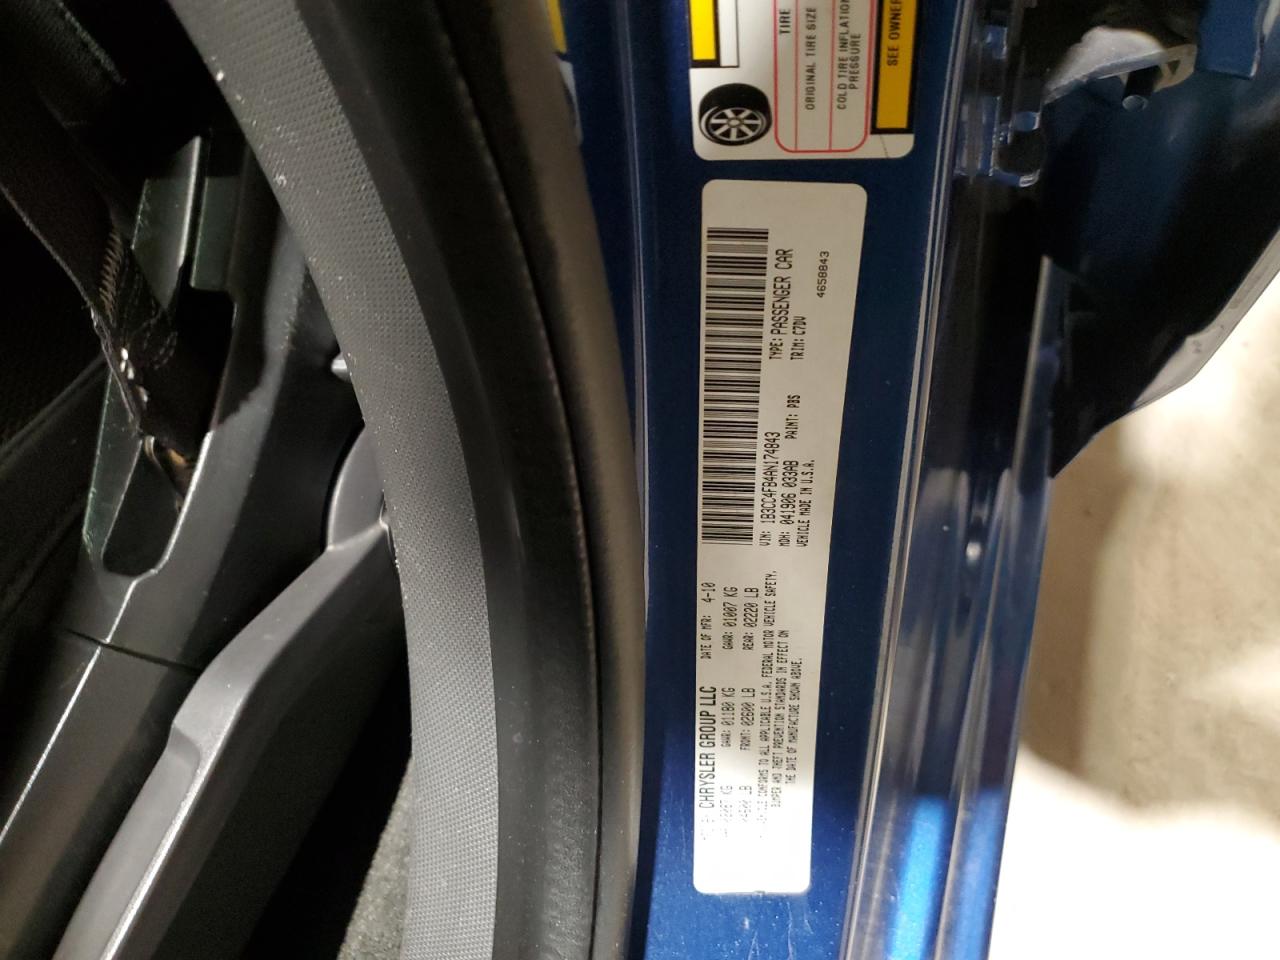 TIRE
ORIGINAL TIRE SIZE
COLD TIRE INFLATION
PRESSURE
SEE OWNER
CHRYSLER GROUP LLC DATE OF MFR: 4-10
KG GAWR: 01180 KG GAWR: 01007 KG
LB FRONT: 02600 LB REAR: 02220 LB
CONFORMS TO ALL APPLICABLE U.S.A. FEDERAL MOTOR VEHICLE SAFETY,
BUMPER AND THEFT PREVENTION STANDARDS IN EFFECT ON
THE DATE OF MANUFACTURE SHOWN ABOVE.
VIN: 1B3CC4FB4AN174843 TYPE: PASSENGER CAR
MDH: 041906 033AB PAINT: PBS TRIM: C7DV
VEHICLE MADE IN U.S.A.
4658843